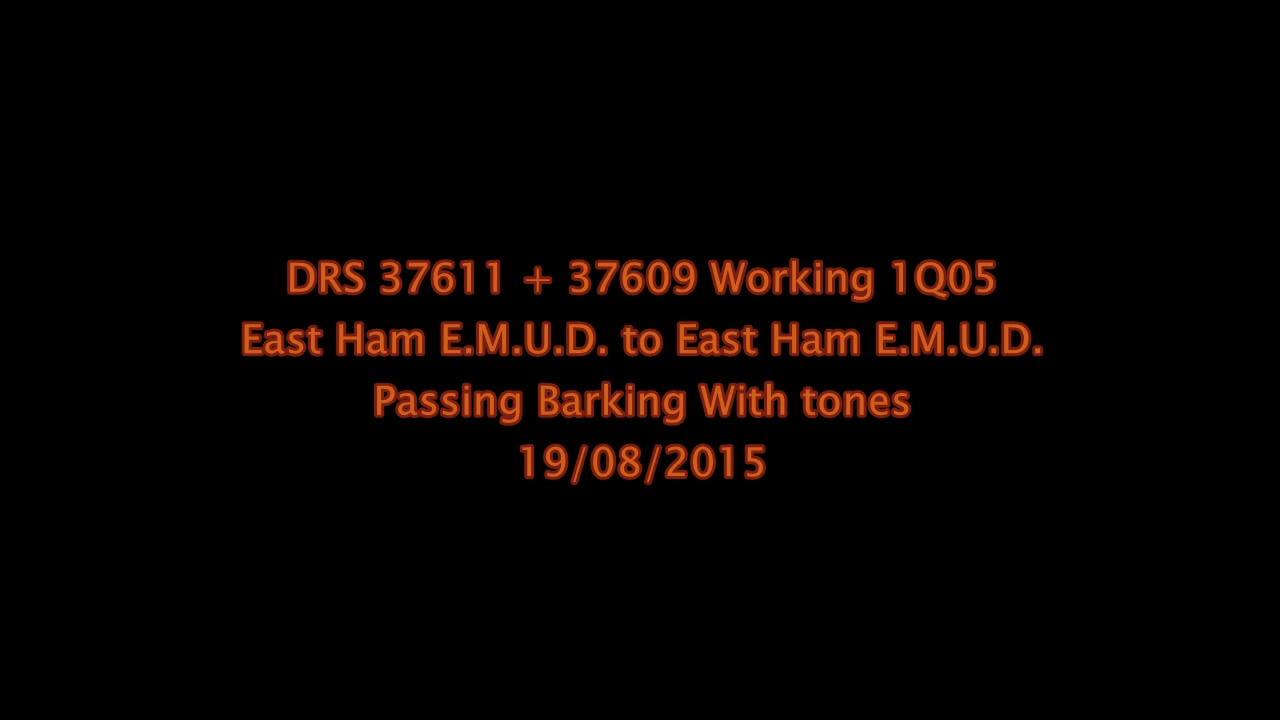 DRS 37611 + 37609 Working 1Q05
East Ham E.M.U.D. to East Ham E.M.U.D.
Passing Barking With tones
19/08/2015